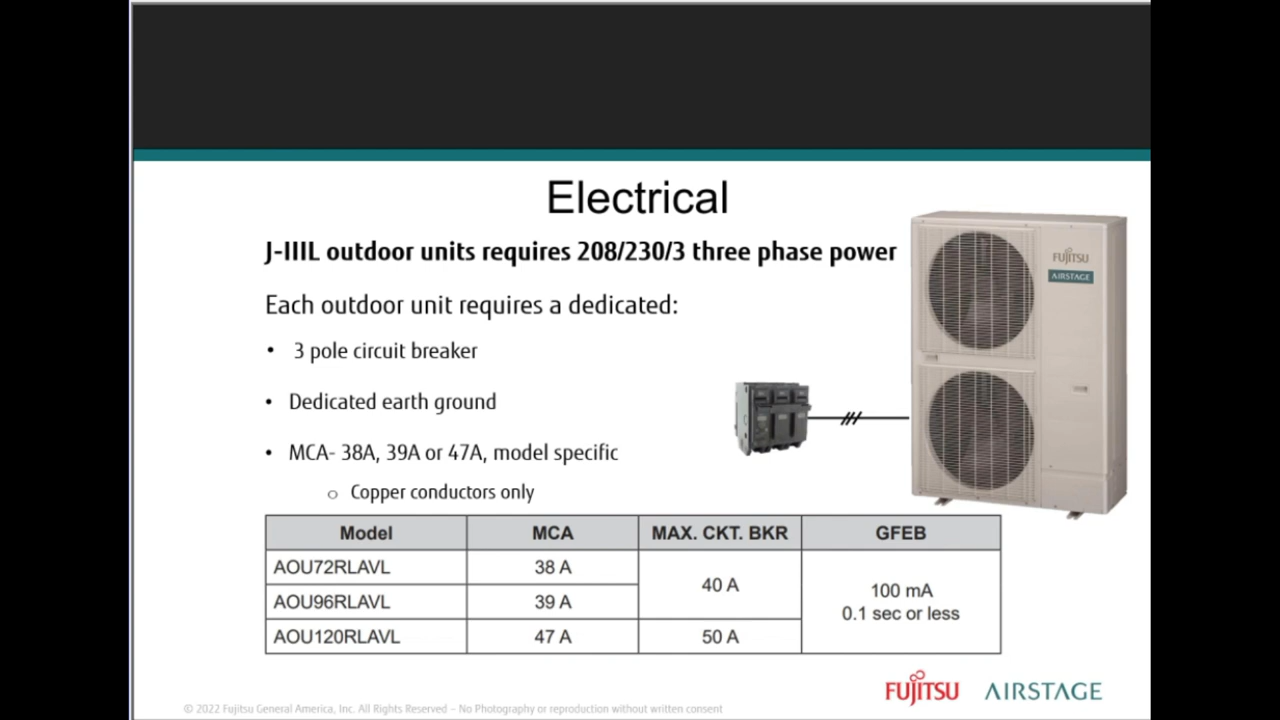 Electrical
J-IIIL outdoor units requires 208/230/3 three phase power
Each outdoor unit requires a dedicated:
• 3 pole circuit breaker
• Dedicated earth ground
• MCA- 38A, 39A or 47A, model specific
o Copper conductors only
FUJITSU
AIRSTAGE
Model MCA MAX. CKT. BKR GFEB
AOU72RLAVL 38 A
40 A
AOU96RLAVL 39 A
100 mA
0.1 sec or less
AOU120RLAVL 47 A 50 A
FUJITSU AIRSTAGE
© 2022 Fujitsu General America, Inc. All Rights Reserved – No Photography or reproduction without written consent